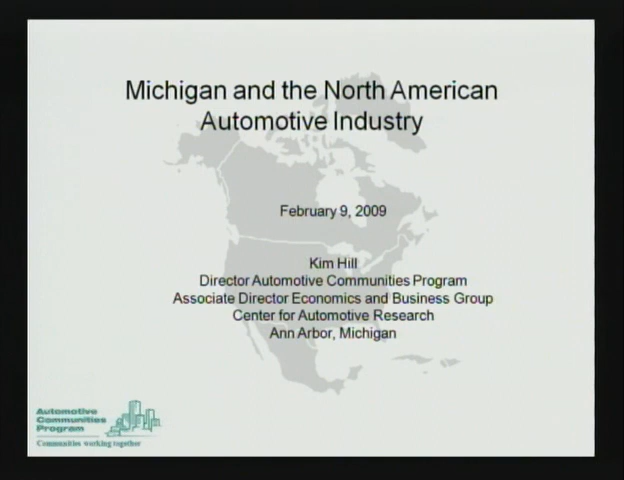 Michigan and the North American
Automotive Industry
February 9, 2009
Kim Hill
Director Automotive Communities Program
Associate Director Economics and Business Group
Center for Automotive Research
Ann Arbor, Michigan
Automotive
Communities
Program
Communities working together